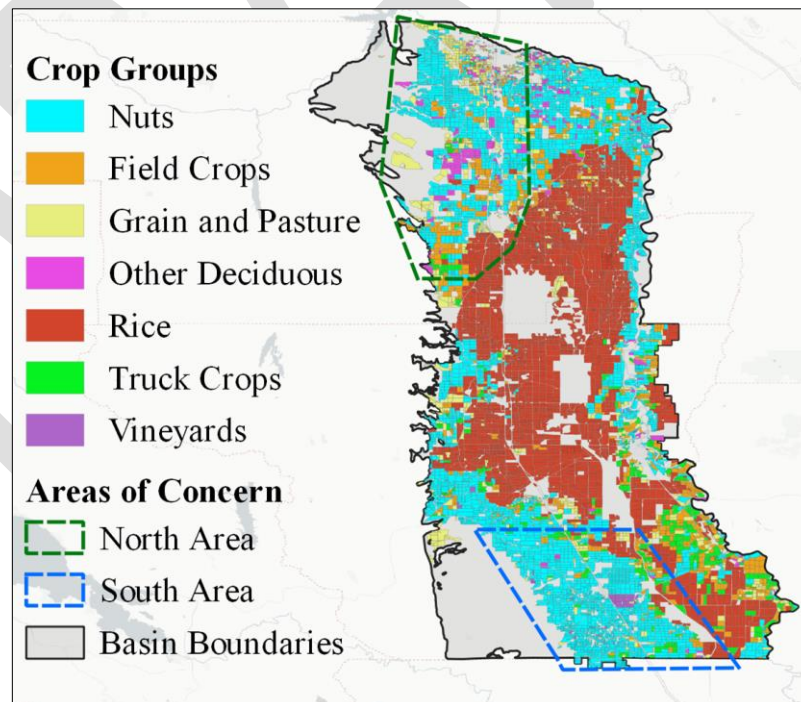 Crop Groups
Nuts
Field Crops
Grain and Pasture
Other Deciduous
Rice
Truck Crops
Vineyards
Areas of Concern
North Area
South Area
Basin Boundaries